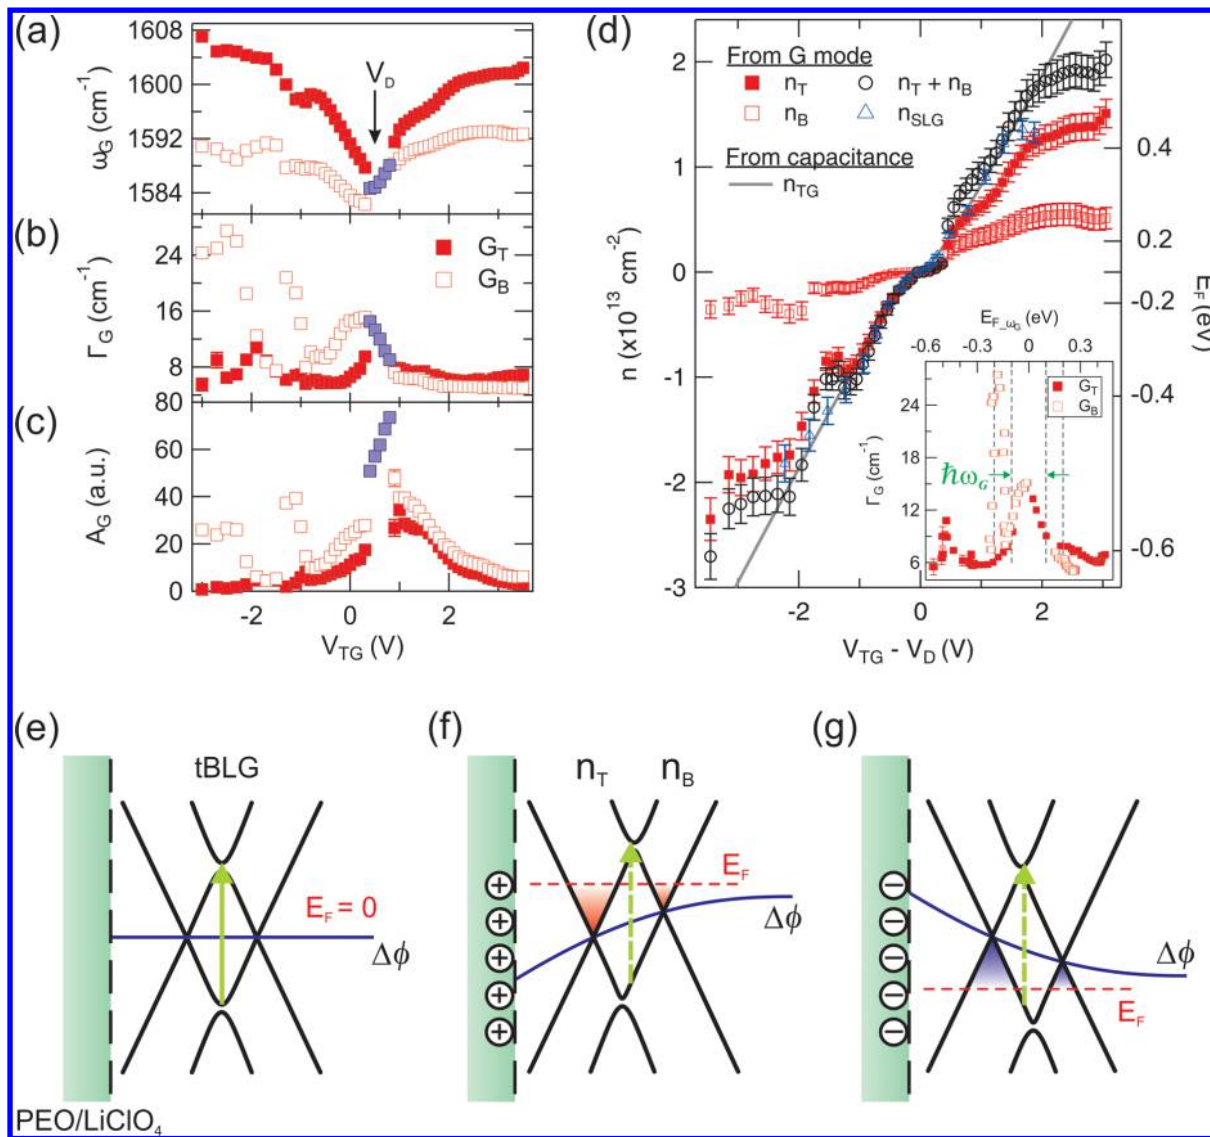 (a)
1608
1600
1592
1584
ω_G (cm⁻¹)
V_D
(b)
28
24
16
8
Γ_G (cm⁻¹)
G_T
G_B
(c)
80
60
40
20
0
A_G (a.u.)
-2 0 2
V_TG (V)
(d)
2
1
0
-1
-2
-3
n (x10¹³ cm⁻²)
From G mode
n_T n_T + n_B
n_B n_SLG
From capacitance
n_TG
0.4
0.2
-0.2
-0.4
-0.6
E_F (eV)
-2 0 2
V_TG - V_D (V)
E_F_ω_G (eV)
-0.6 -0.3 0 0.3
24
18
12
6
Γ_G (cm⁻¹)
G_T
G_B
ħω_G
(e)
tBLG
E_F = 0
Δϕ
PEO/LiClO₄
(f)
n_T n_B
E_F
Δϕ
+
+
+
+
+
(g)
Δϕ
E_F
−
−
−
−
−